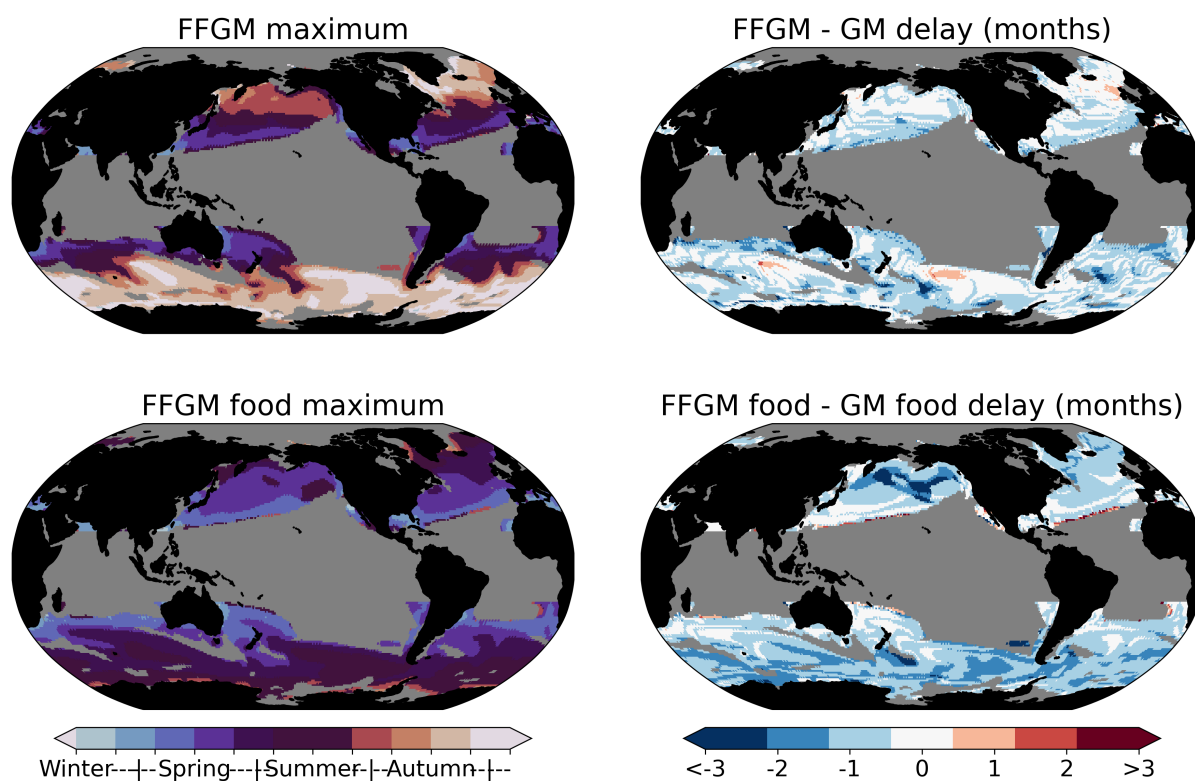 FFGM maximum
FFGM - GM delay (months)
FFGM food maximum
FFGM food - GM food delay (months)
Winter---|--Spring---|--Summer--|--Autumn--|--
<-3 -2 -1 0 1 2 >3